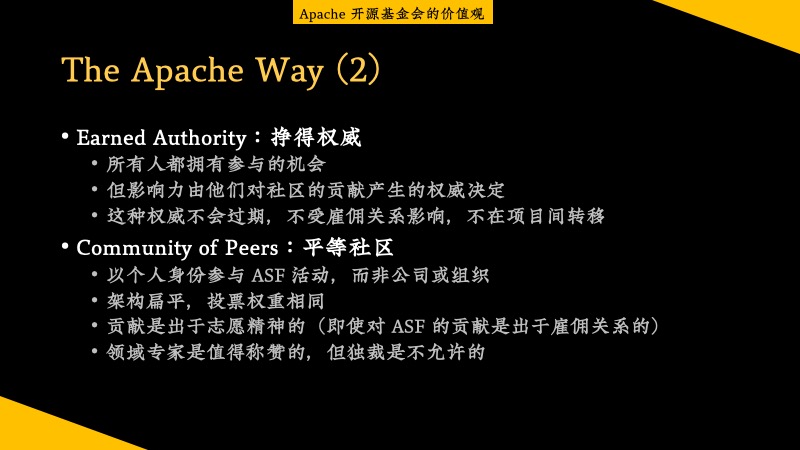 Apache 开源基金会的价值观
The Apache Way (2)
• Earned Authority：挣得权威
• 所有人都拥有参与的机会
• 但影响力由他们对社区的贡献产生的权威决定
• 这种权威不会过期，不受雇佣关系影响，不在项目间转移
• Community of Peers：平等社区
• 以个人身份参与 ASF 活动，而非公司或组织
• 架构扁平，投票权重相同
• 贡献是出于志愿精神的（即使对 ASF 的贡献是出于雇佣关系的）
• 领域专家是值得称赞的，但独裁是不允许的